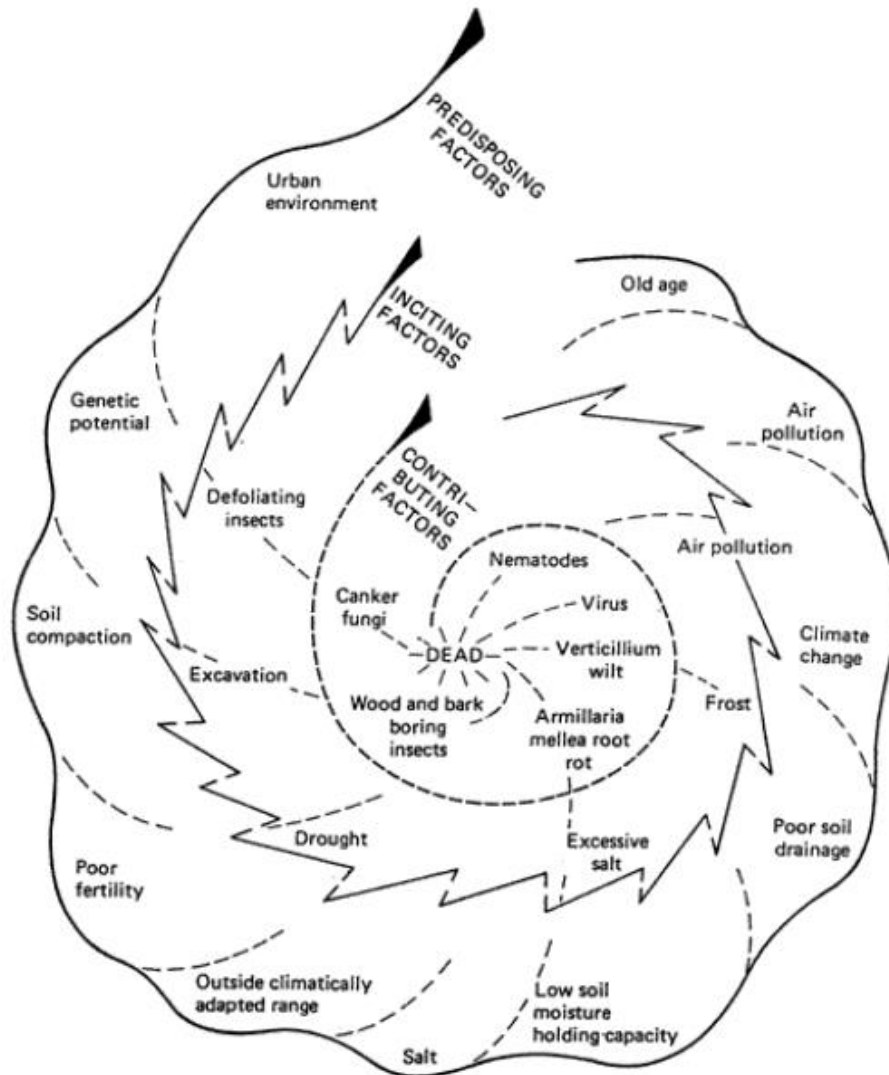 PREDISPOSING
FACTORS
Urban
environment
INCITING
FACTORS
Old age
Genetic
potential
Air
pollution
CONTRI–
BUTING
FACTORS
Defoliating
insects
Air pollution
Nematodes
Canker
fungi
Virus
Soil
compaction
Climate
change
DEAD
Verticillium
wilt
Excavation
Frost
Wood and bark
boring
insects
Armillaria
mellea root
rot
Drought
Excessive
salt
Poor soil
drainage
Poor
fertility
Outside climatically
adapted range
Low soil
moisture
holding capacity
Salt